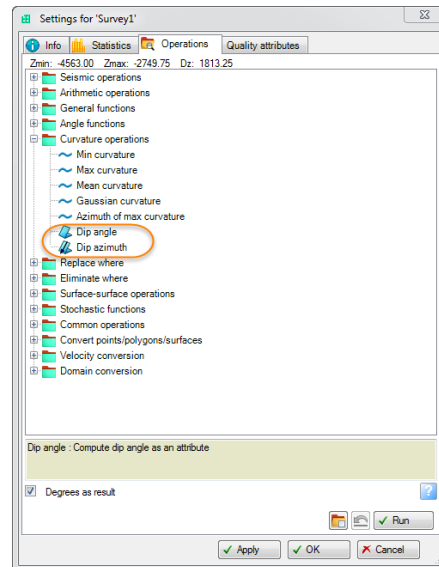 Settings for 'Survey1'
Info Statistics Operations Quality attributes
Zmin: -4563.00 Zmax: -2749.75 Dz: 1813.25
Seismic operations
Arithmetic operations
General functions
Angle functions
Curvature operations
Min curvature
Max curvature
Mean curvature
Gaussian curvature
Azimuth of max curvature
Dip angle
Dip azimuth
Replace where
Eliminate where
Surface-surface operations
Stochastic functions
Common operations
Convert points/polygons/surfaces
Velocity conversion
Domain conversion
Dip angle : Compute dip angle as an attribute
Degrees as result
?
Run
Apply OK Cancel